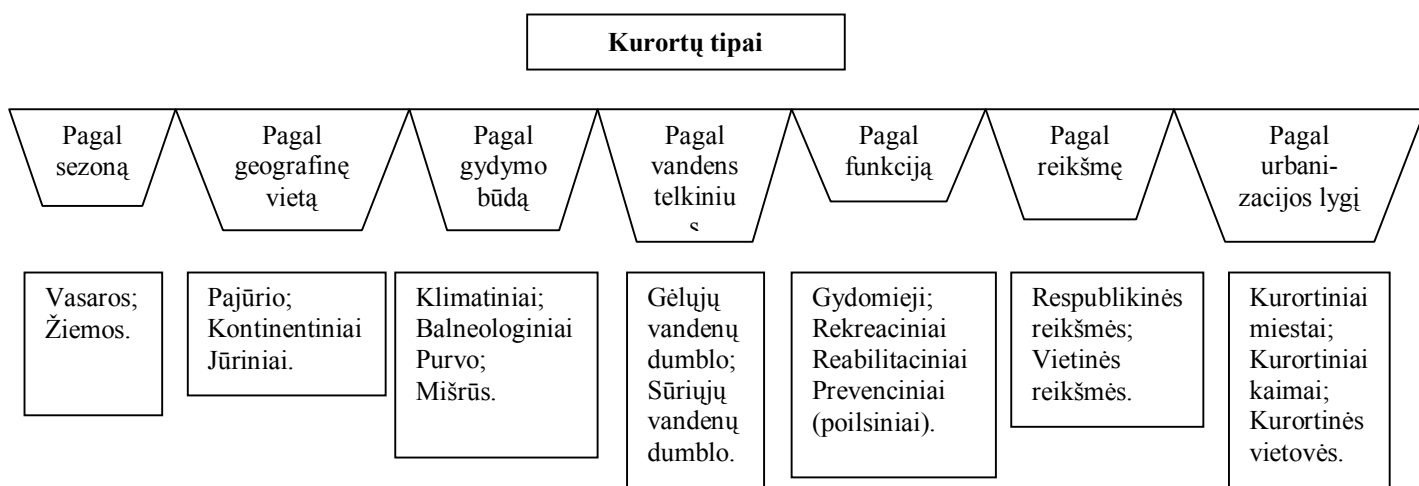 Kurortų tipai
Pagal
sezoną
Pagal
geografinę
vietą
Pagal
gydymo
būdą
Pagal
vandens
telkiniu
s
Pagal
funkciją
Pagal
reikšmę
Pagal
urbani-
zacijos lygį
Vasaros;
Žiemos.
Pajūrio;
Kontinentiniai
Jūriniai.
Klimatiniai;
Balneologiniai
Purvo;
Mišrūs.
Gėlųjų
vandenų
dumblo;
Sūriųjų
vandenų
dumblo.
Gydomieji;
Rekreaciniai
Reabilitaciniai
Prevenciniai
(poilsiniai).
Respublikinės
reikšmės;
Vietinės
reikšmės.
Kurortiniai
miestai;
Kurortiniai
kaimai;
Kurortinės
vietovės.